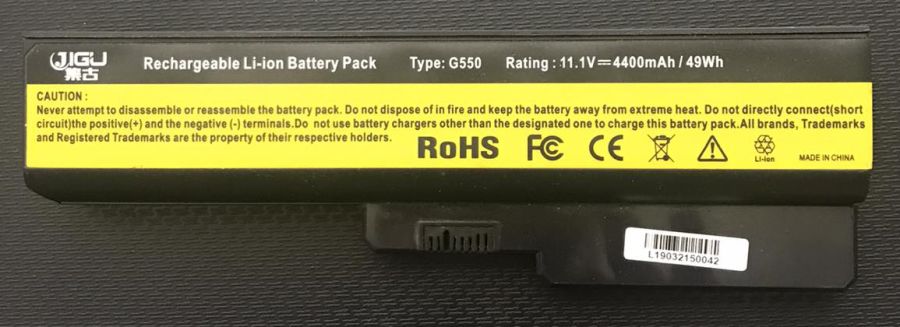 JIGU
集古
Rechargeable Li-ion Battery Pack Type: G550 Rating : 11.1V⎓4400mAh / 49Wh
CAUTION :
Never attempt to disassemble or reassemble the battery pack. Do not dispose of in fire and keep the battery away from extreme heat. Do not directly connect(short
circuit)the positive(+) and the negative (-) terminals.Do not use battery chargers other than the designated one to charge this battery pack.All brands, Trademarks
and Registered Trademarks are the property of their respective holders.
RoHS FC CE Li-ion MADE IN CHINA
L19032150042